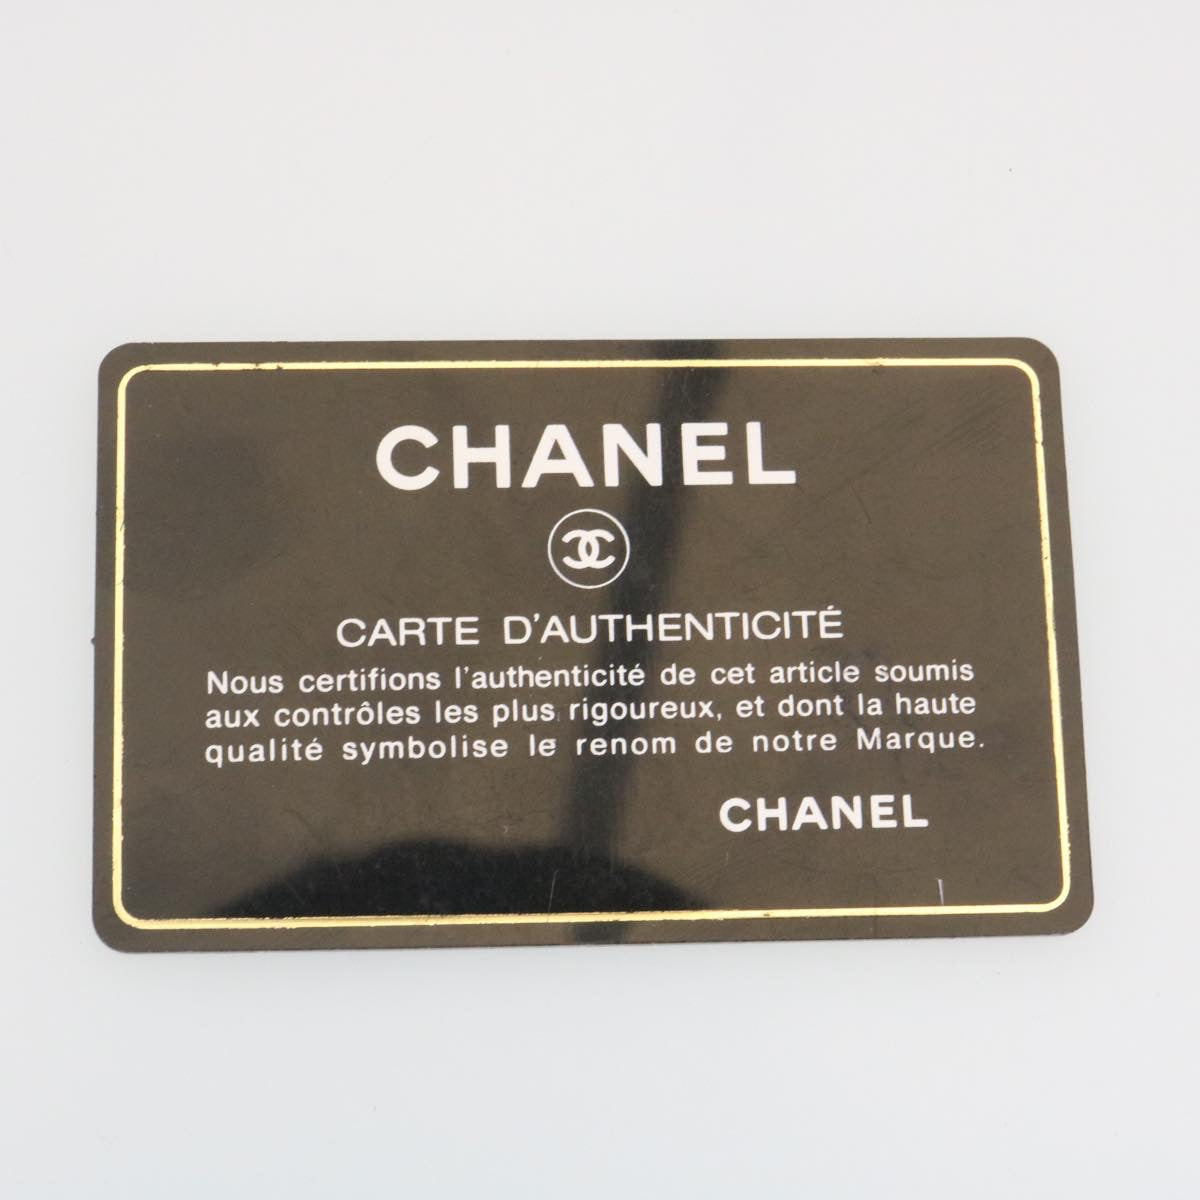 CHANEL
CARTE D'AUTHENTICITÉ
Nous certifions l'authenticité de cet article soumis
aux contrôles les plus rigoureux, et dont la haute
qualité symbolise le renom de notre Marque.
CHANEL